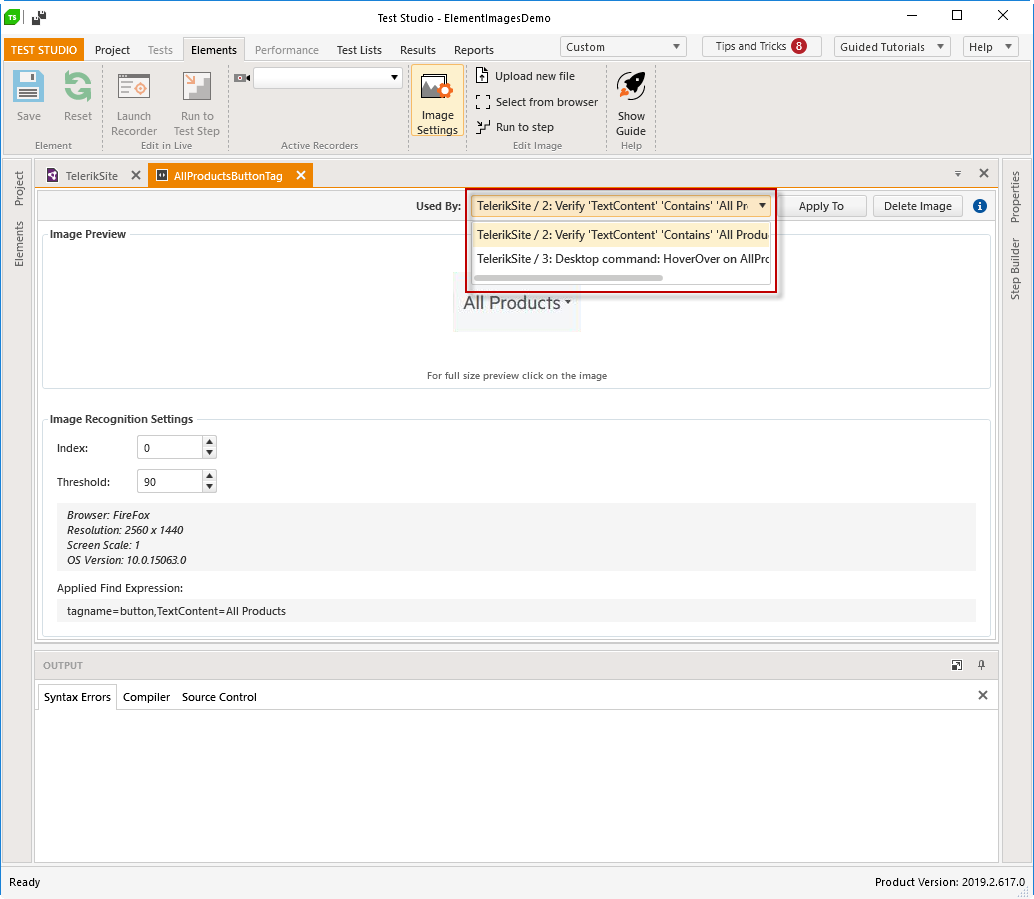 TS
Test Studio - ElementImagesDemo
TEST STUDIO Project Tests Elements Performance Test Lists Results Reports Custom Tips and Tricks 8 Guided Tutorials Help
Save Reset Launch Recorder Run to Test Step Image Settings Upload new file
Select from browser
Run to step
Show Guide
Element Edit in Live Active Recorders Edit Image Help
Project
Elements
TelerikSite AllProductsButtonTag
Used By: TelerikSite / 2: Verify 'TextContent' 'Contains' 'All Pr Apply To Delete Image
TelerikSite / 2: Verify 'TextContent' 'Contains' 'All Produ
TelerikSite / 3: Desktop command: HoverOver on AllPro
Image Preview
All Products
For full size preview click on the image
Image Recognition Settings
Index: 0
Threshold: 90
Browser: FireFox
Resolution: 2560 x 1440
Screen Scale: 1
OS Version: 10.0.15063.0
Applied Find Expression:
tagname=button,TextContent=All Products
Properties
Step Builder
OUTPUT
Syntax Errors Compiler Source Control
Ready Product Version: 2019.2.617.0